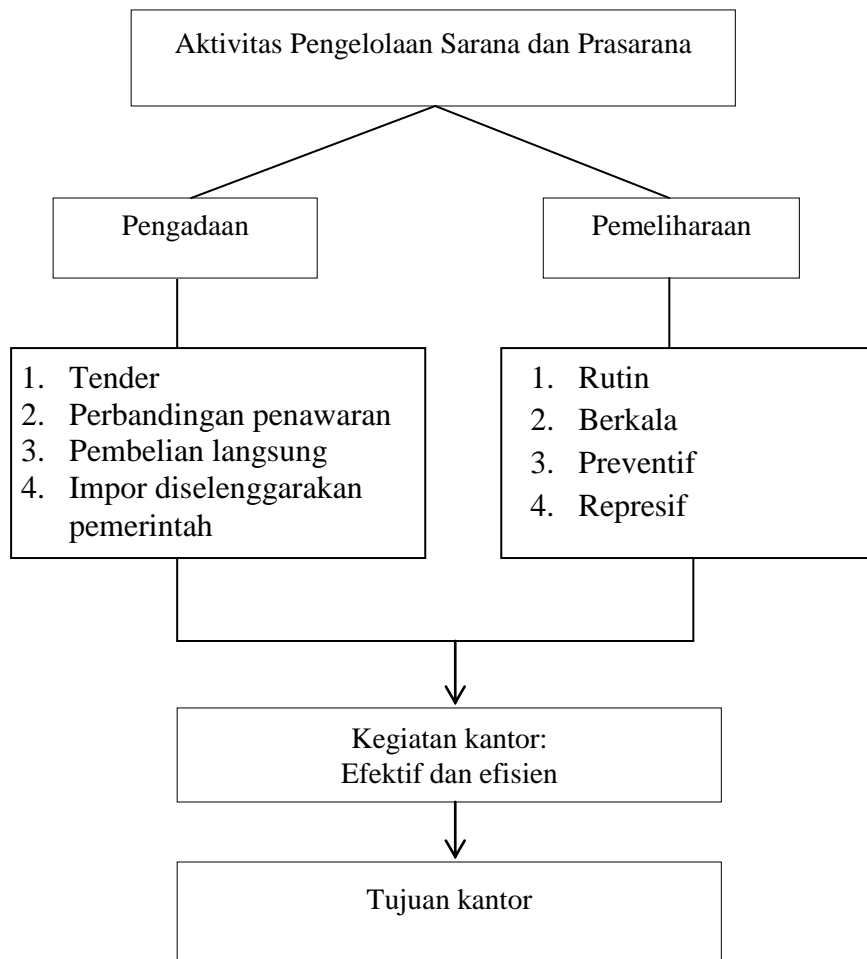 Aktivitas Pengelolaan Sarana dan Prasarana
Pengadaan
Pemeliharaan
1. Tender
2. Perbandingan penawaran
3. Pembelian langsung
4. Impor diselenggarakan
pemerintah
1. Rutin
2. Berkala
3. Preventif
4. Represif
Kegiatan kantor:
Efektif dan efisien
Tujuan kantor